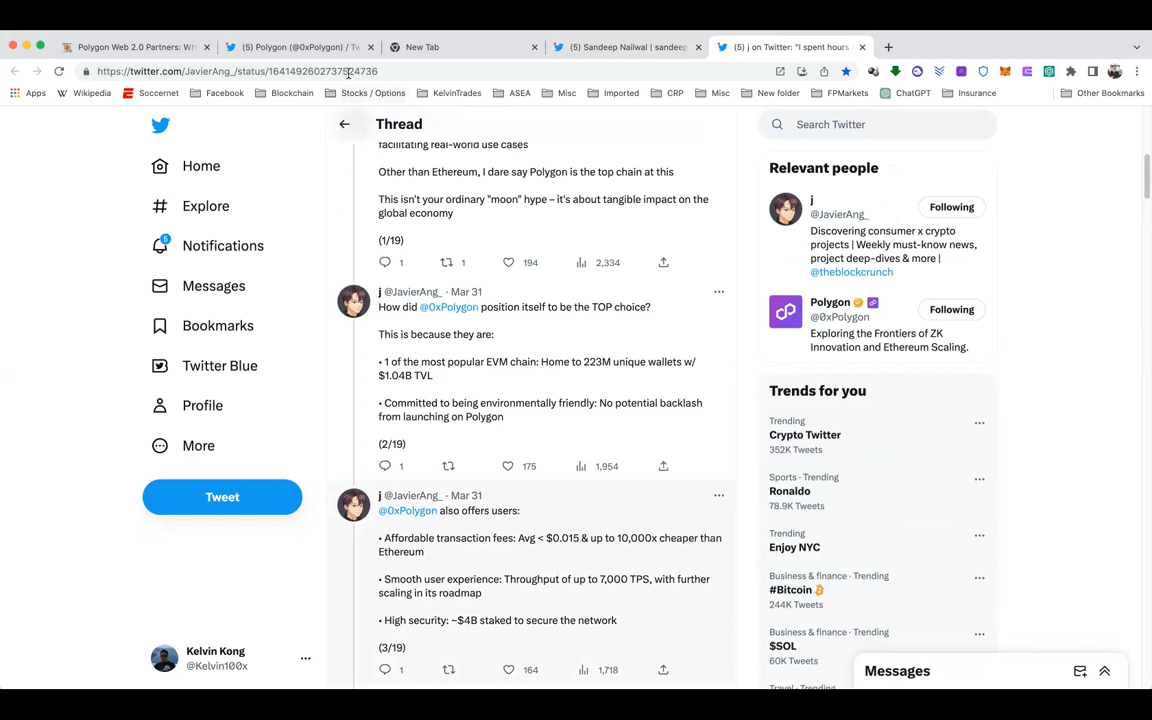 Polygon Web 2.0 Partners: Wh
(5) Polygon (@0xPolygon) / Tw
New Tab
(5) Sandeep Nailwal | sandeep
(5) j on Twitter: "I spent hours
https://twitter.com/JavierAng_/status/1641492602737524736
Apps
Wikipedia
Soccernet
Facebook
Blockchain
Stocks / Options
KelvinTrades
ASEA
Misc
Imported
CRP
Misc
New folder
FPMarkets
ChatGPT
Insurance
Other Bookmarks
Home
Explore
5
Notifications
Messages
Bookmarks
Twitter Blue
Profile
More
Tweet
Kelvin Kong
@Kelvin100x
Thread
facilitating real-world use cases
Other than Ethereum, I dare say Polygon is the top chain at this
This isn't your ordinary "moon" hype – it's about tangible impact on the
global economy
(1/19)
1 1 194 2,334
j @JavierAng_ · Mar 31
How did @0xPolygon position itself to be the TOP choice?
This is because they are:
• 1 of the most popular EVM chain: Home to 223M unique wallets w/
$1.04B TVL
• Committed to being environmentally friendly: No potential backlash
from launching on Polygon
(2/19)
1 175 1,954
j @JavierAng_ · Mar 31
@0xPolygon also offers users:
• Affordable transaction fees: Avg < $0.015 & up to 10,000x cheaper than
Ethereum
• Smooth user experience: Throughput of up to 7,000 TPS, with further
scaling in its roadmap
• High security: ~$4B staked to secure the network
(3/19)
1 164 1,718
Search Twitter
Relevant people
j
@JavierAng_
Following
Discovering consumer x crypto
projects | Weekly must-know news,
project deep-dives & more |
@theblockcrunch
Polygon
@0xPolygon
Following
Exploring the Frontiers of ZK
Innovation and Ethereum Scaling.
Trends for you
Trending
Crypto Twitter
352K Tweets
Sports · Trending
Ronaldo
78.9K Tweets
Trending
Enjoy NYC
Business & finance · Trending
#Bitcoin
244K Tweets
Business & finance · Trending
$SOL
60K Tweets
Messages